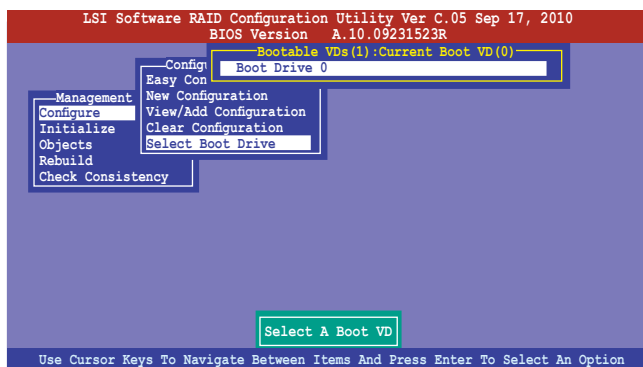 LSI Software RAID Configuration Utility Ver C.05 Sep 17, 2010
BIOS Version A.10.09231523R
Bootable VDs(1):Current Boot VD(0)
Boot Drive 0
Configu
Easy Con
New Configuration
View/Add Configuration
Clear Configuration
Select Boot Drive
Management
Configure
Initialize
Objects
Rebuild
Check Consistency
Select A Boot VD
Use Cursor Keys To Navigate Between Items And Press Enter To Select An Option